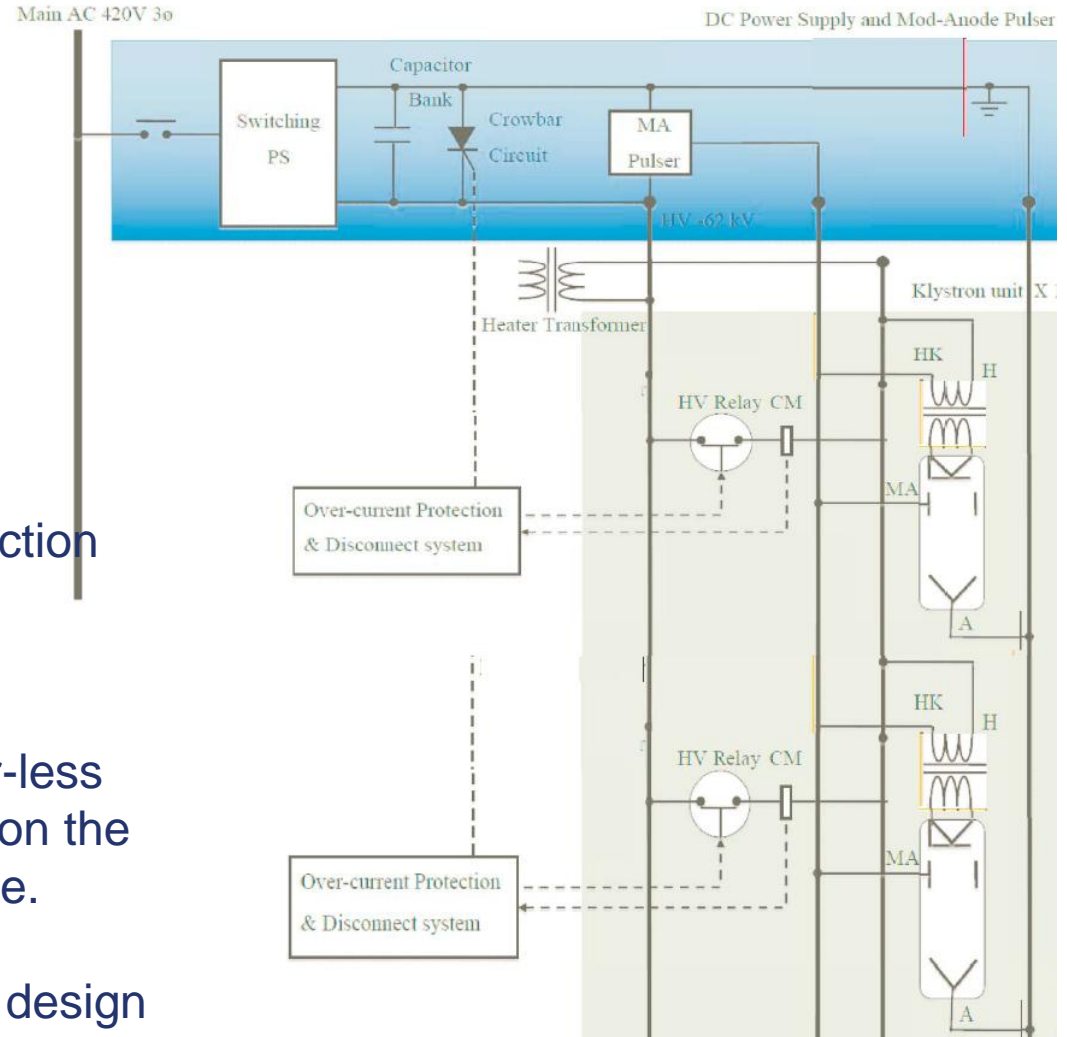 Main AC 420V 3ø
DC Power Supply and Mod-Anode Pulser
Capacitor
Bank
Switching
PS
Crowbar
Circuit
MA
Pulser
HV -62 kV
Heater Transformer
Klystron unit X
HK
H
HV Relay CM
MA
Over-current Protection
& Disconnect system
A
ction
HK
H
HV Relay CM
r-less
on the
e.
MA
Over-current Protection
& Disconnect system
design
A